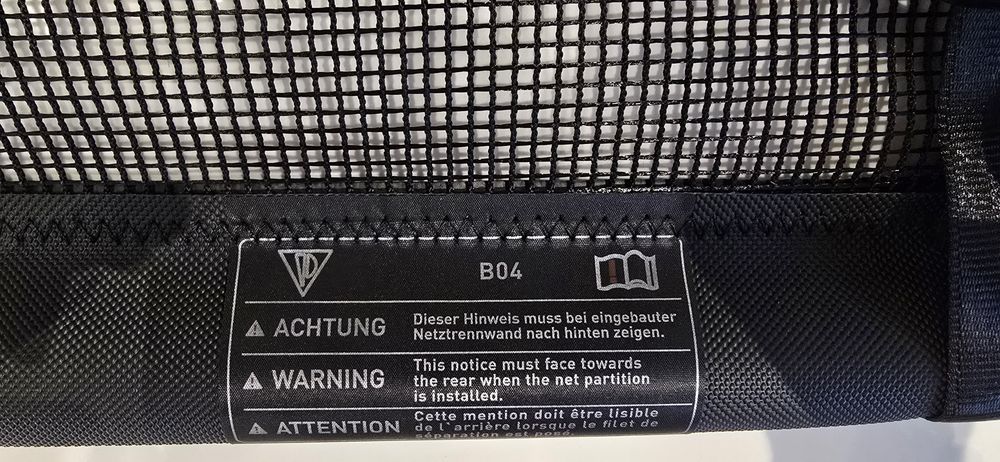 B04
ACHTUNG
Dieser Hinweis muss bei eingebauter
Netztrennwand nach hinten zeigen.
WARNING
This notice must face towards
the rear when the net partition
is installed.
ATTENTION
Cette mention doit être lisible
de l`arrière lorsque le filet de
séparation est posé.